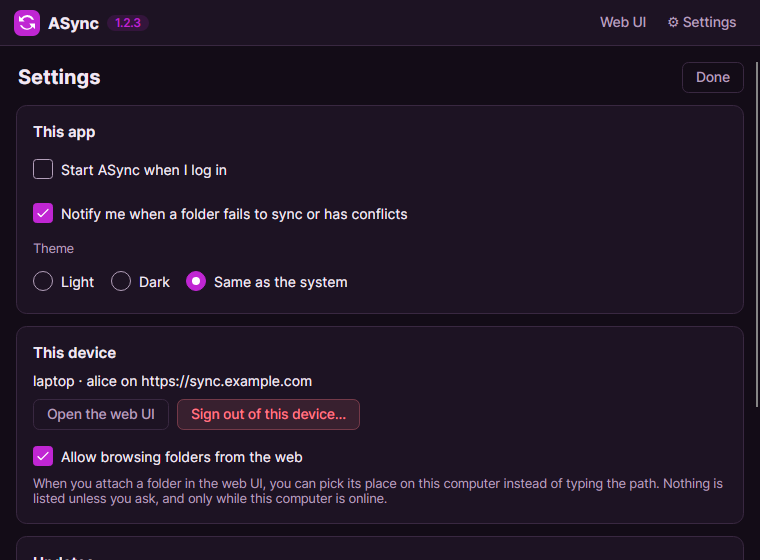 ASync 1.2.3 Web UI ⚙ Settings
Settings Done
This app
Start ASync when I log in
Notify me when a folder fails to sync or has conflicts
Theme
Light Dark Same as the system
This device
laptop · alice on https://sync.example.com
Open the web UI Sign out of this device...
Allow browsing folders from the web
When you attach a folder in the web UI, you can pick its place on this computer instead of typing the path. Nothing is
listed unless you ask, and only while this computer is online.
Updates